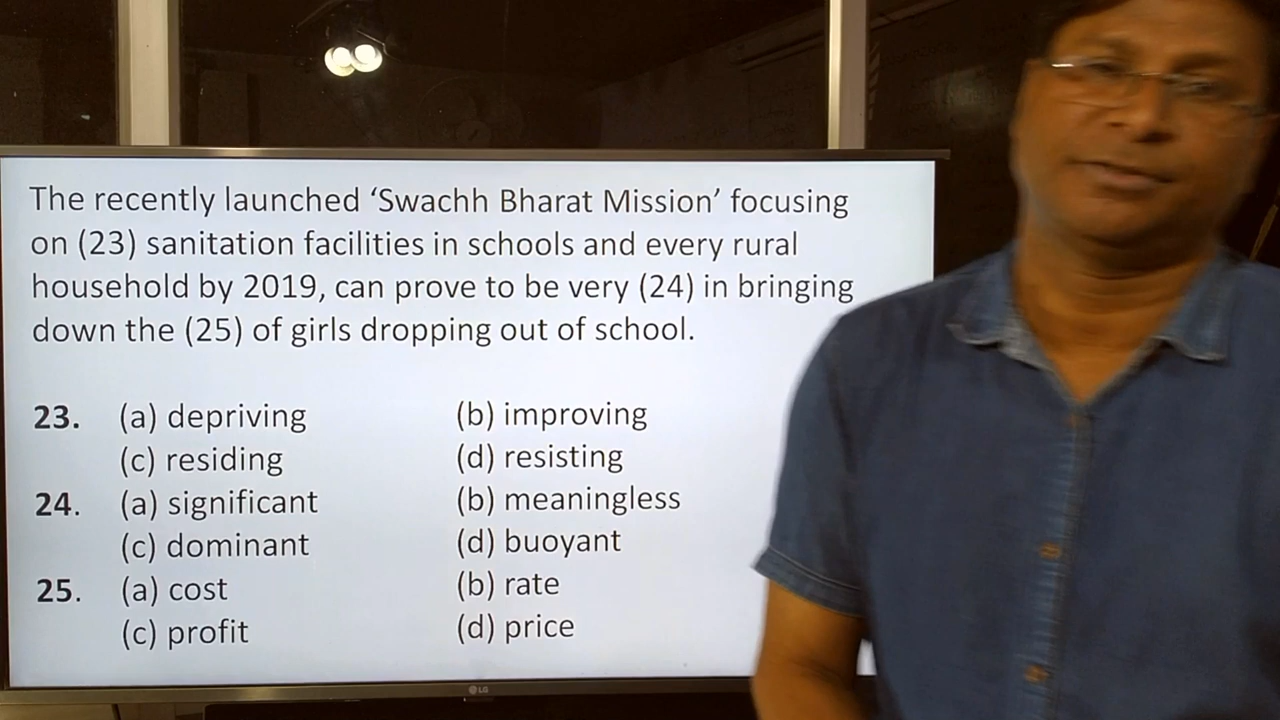 The recently launched ‘Swachh Bharat Mission’ focusing
on (23) sanitation facilities in schools and every rural
household by 2019, can prove to be very (24) in bringing
down the (25) of girls dropping out of school.
23. (a) depriving (b) improving
(c) residing (d) resisting
24. (a) significant (b) meaningless
(c) dominant (d) buoyant
25. (a) cost (b) rate
(c) profit (d) price
LG